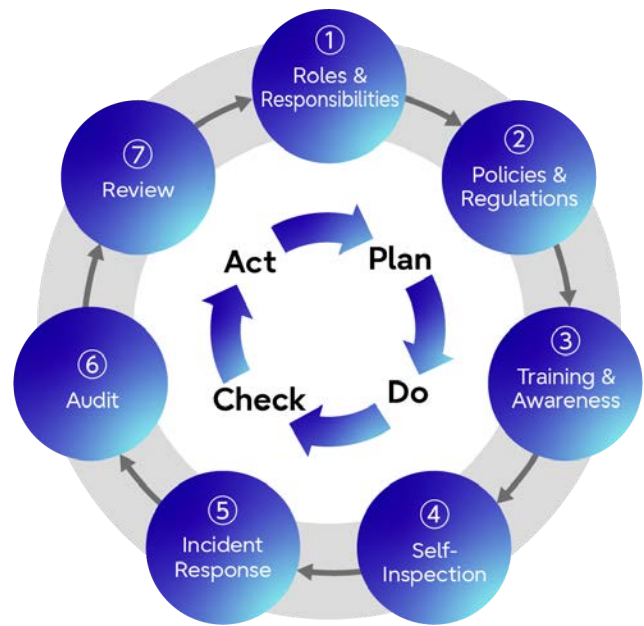 ①
Roles &
Responsibilities
②
Policies &
Regulations
③
Training &
Awareness
④
Self-
Inspection
⑤
Incident
Response
⑥
Audit
⑦
Review
Act
Plan
Do
Check